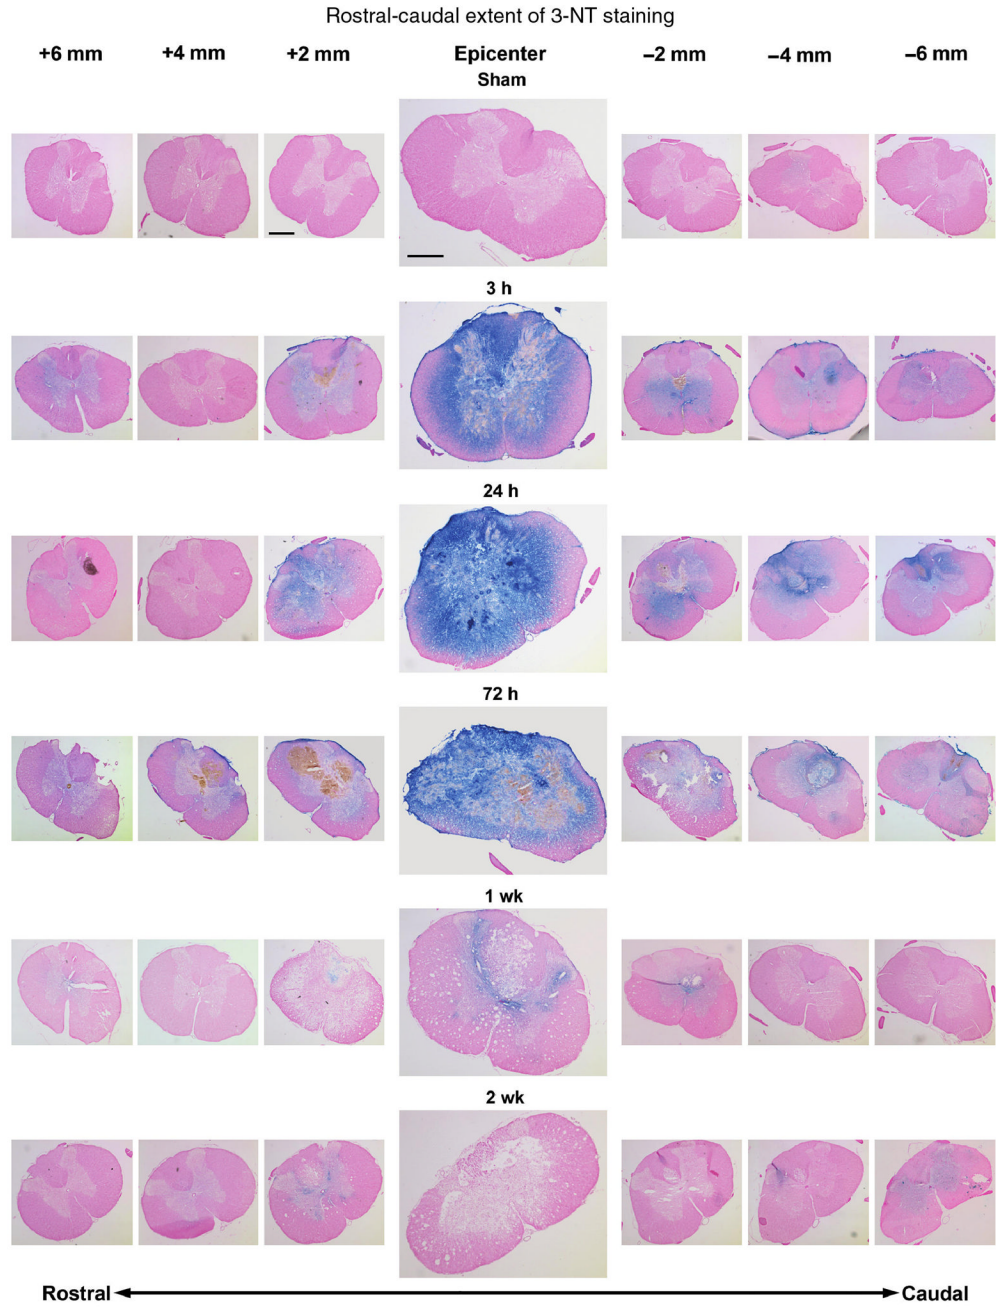 Rostral-caudal extent of 3-NT staining
+6 mm +4 mm +2 mm Epicenter –2 mm –4 mm –6 mm
Sham
3 h
24 h
72 h
1 wk
2 wk
Rostral Caudal